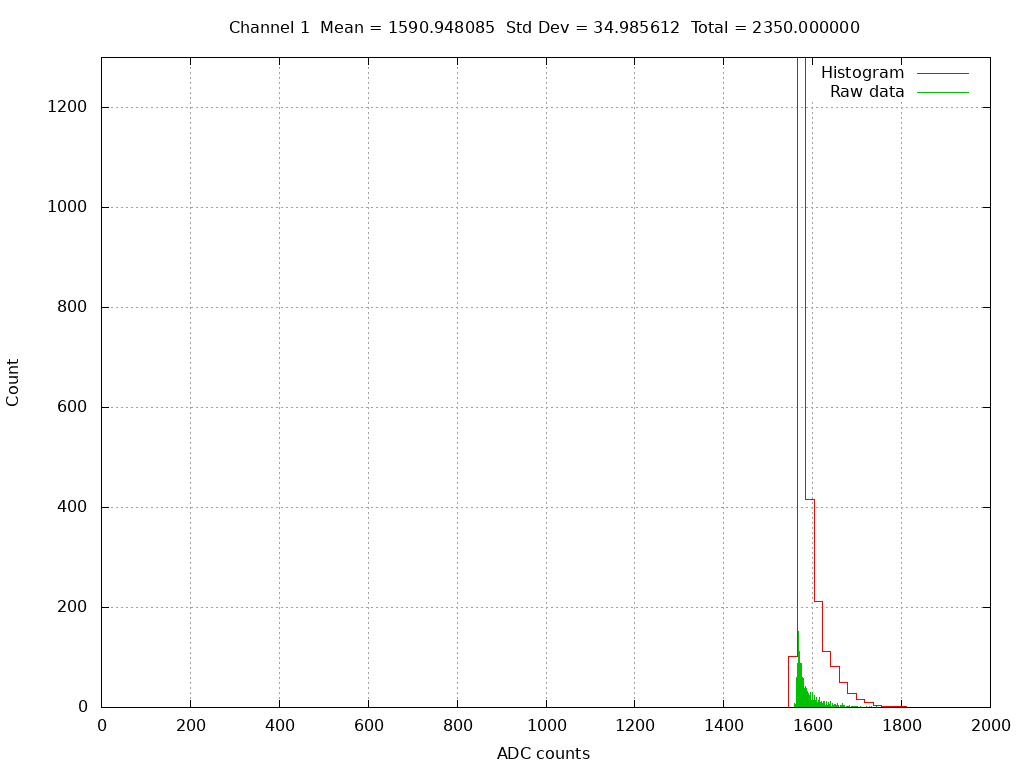 Channel 1  Mean = 1590.948085  Std Dev = 34.985612  Total = 2350.000000
Histogram
Raw data
1200
1000
800
600
400
200
0
Count
0 200 400 600 800 1000 1200 1400 1600 1800 2000
ADC counts